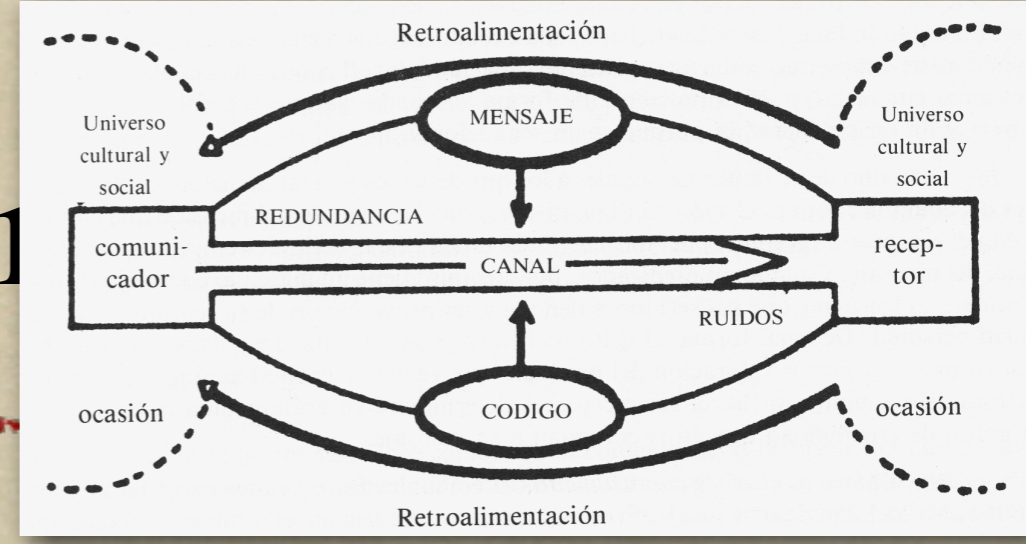 Retroalimentación
MENSAJE
Universo
cultural y
social
Universo
cultural y
social
REDUNDANCIA
comuni-
cador
CANAL
recep-
tor
RUIDOS
ocasión
CODIGO
ocasión
Retroalimentación